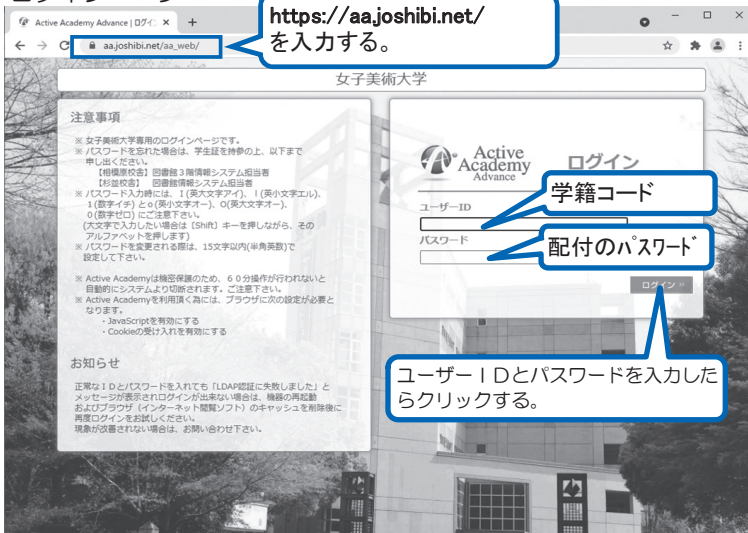 Active Academy Advance | ログイン
https://aa.joshibi.net/
を入力する。
aa.joshibi.net/aa_web/
女子美術大学
注意事項
※ 女子美術大学専用のログインページです。
※ パスワードを忘れた場合は、学生証を持参の上、以下まで
申し出ください。
【相模原校舎】図書館３階情報システム担当者
【杉並校舎】 図書館情報システム担当者
※ パスワード入力時には、Ｉ(英大文字アイ)、ｌ(英小文字エル)、
１(数字イチ) とｏ(英小文字オー)、Ｏ(英大文字オー)、
０(数字ゼロ) にご注意下さい。
(大文字で入力したい場合は〔Shift〕キーを押しながら、その
アルファベットを押します)
※ パスワードを変更される際は、15文字以内(半角英数)で
設定して下さい。
※ Active Academyは機密保護のため、６０分操作が行われないと
自動的にシステムより切断されます。ご注意下さい。
※ Active Academyを利用頂く為には、ブラウザに次の設定が必要と
なります。
・JavaScriptを有効にする
・Cookieの受け入れを有効にする
お知らせ
正常なＩＤとパスワードを入れても「LDAP認証に失敗しました」と
メッセージが表示されログインが出来ない場合は、機器の再起動
およびブラウザ（インターネット閲覧ソフト）のキャッシュを削除後に
再度ログインをお試しください。
現象が改善されない場合は、お問い合わせ下さい。
Active
Academy
Advance
ログイン
学籍コード
ユーザーID
パスワード
配付のパスワード
ログイン »
ユーザーＩＤとパスワードを入力した
らクリックする。